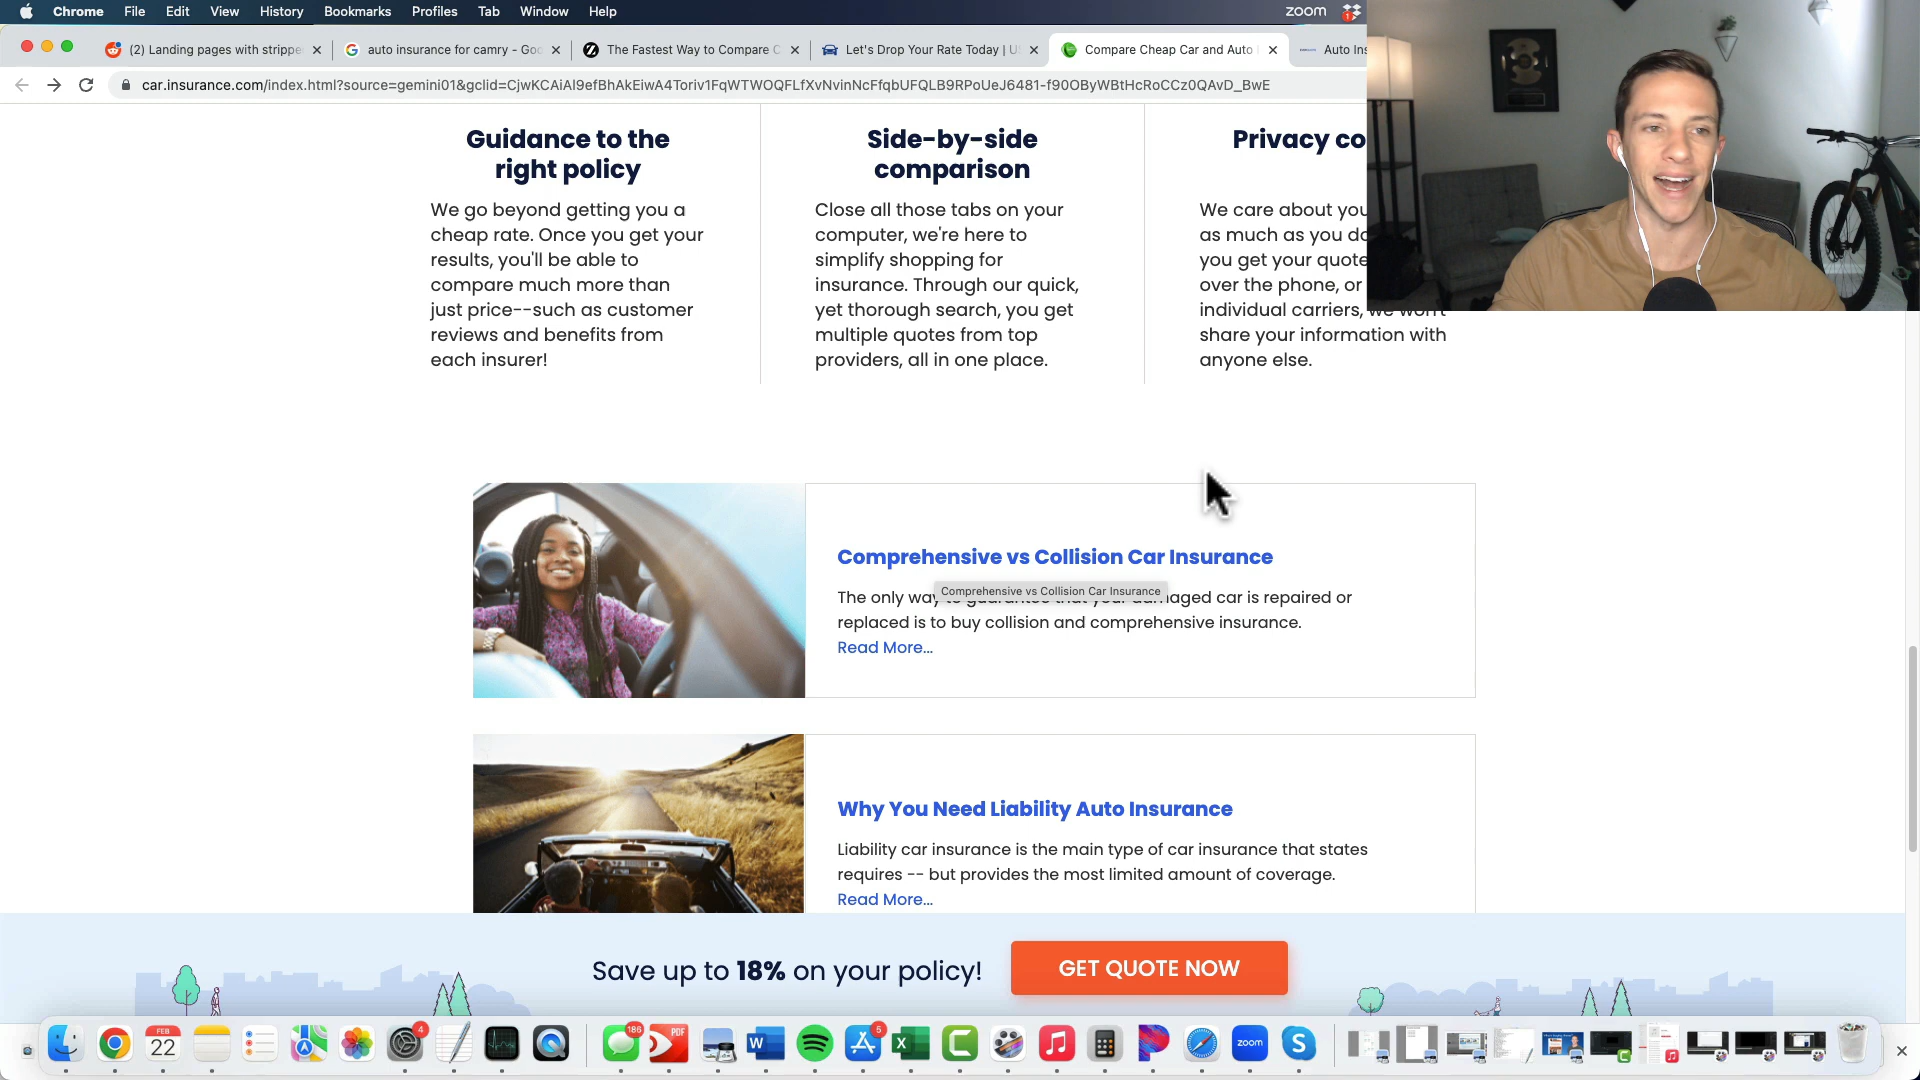 Chrome File Edit View History Bookmarks Profiles Tab Window Help zoom 1
(2) Landing pages with strippe
auto insurance for camry - Goo
The Fastest Way to Compare C
Let's Drop Your Rate Today | U
Compare Cheap Car and Auto
Auto Ins
car.insurance.com/index.html?source=gemini01&gclid=CjwKCAiAl9efBhAkEiwA4Toriv1FqWTWOQFLfXvNvinNcFfqbUFQLB9RPoUeJ6481-f90OByWBtHcRoCCz0QAvD_BwE
Guidance to the
right policy
We go beyond getting you a
cheap rate. Once you get your
results, you'll be able to
compare much more than
just price--such as customer
reviews and benefits from
each insurer!
Side-by-side
comparison
Close all those tabs on your
computer, we're here to
simplify shopping for
insurance. Through our quick,
yet thorough search, you get
multiple quotes from top
providers, all in one place.
Privacy co
We care about you
as much as you do
you get your quote
over the phone, or
individual carriers, we won't
share your information with
anyone else.
Comprehensive vs Collision Car Insurance
Comprehensive vs Collision Car Insurance
The only way to guarantee that your damaged car is repaired or
replaced is to buy collision and comprehensive insurance.
Read More...
Why You Need Liability Auto Insurance
Liability car insurance is the main type of car insurance that states
requires -- but provides the most limited amount of coverage.
Read More...
Save up to 18% on your policy!
GET QUOTE NOW
FEB
22
4
186
PDF
W
5
X
zoom
S